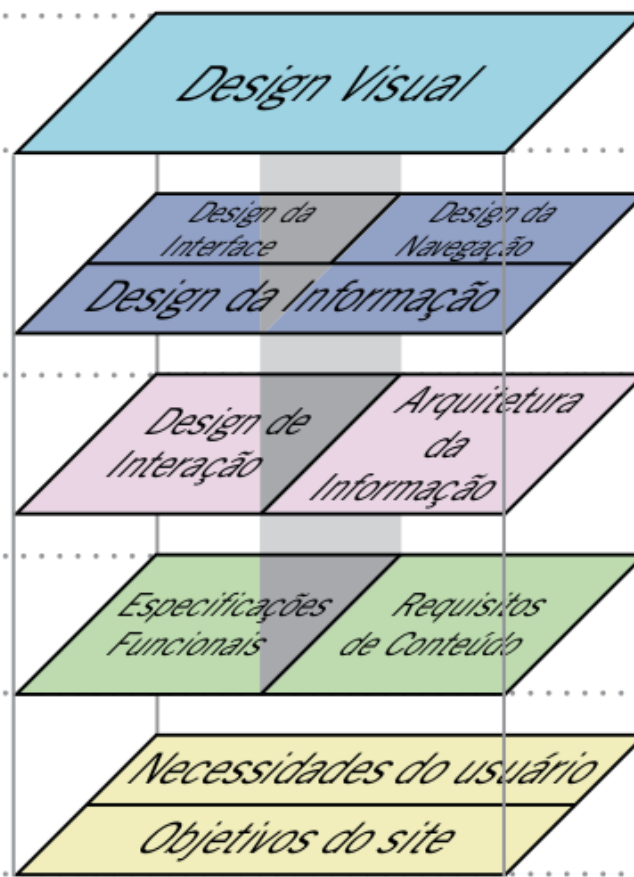 Design Visual
Design da
Interface
Design da
Navegação
Design da Informação
Design de
Interação
Arquitetura
da
Informação
Especificações
Funcionais
Requisitos
de Conteúdo
Necessidades do usuário
Objetivos do site